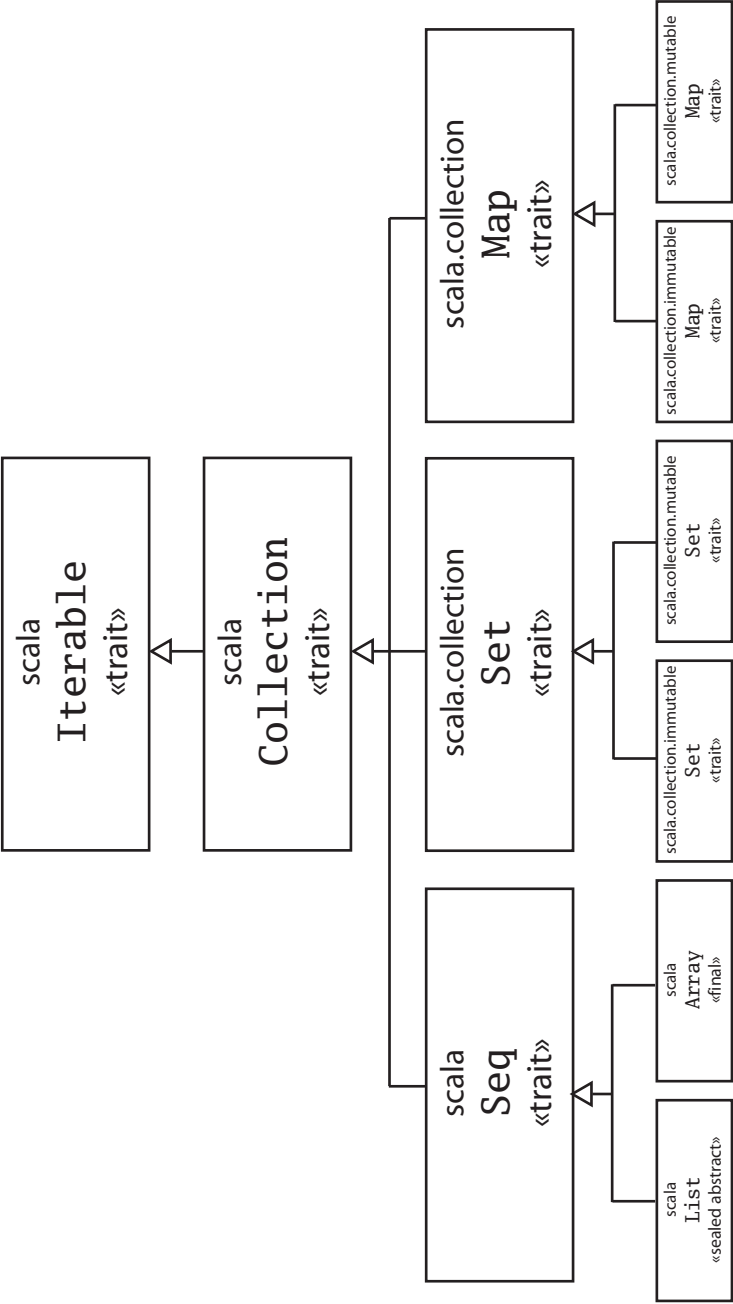 scala
Iterable
«trait»
scala
Collection
«trait»
scala
Seq
«trait»
scala.collection
Set
«trait»
scala.collection
Map
«trait»
scala
List
«sealed abstract»
scala
Array
«final»
scala.collection.immutable
Set
«trait»
scala.collection.mutable
Set
«trait»
scala.collection.immutable
Map
«trait»
scala.collection.mutable
Map
«trait»